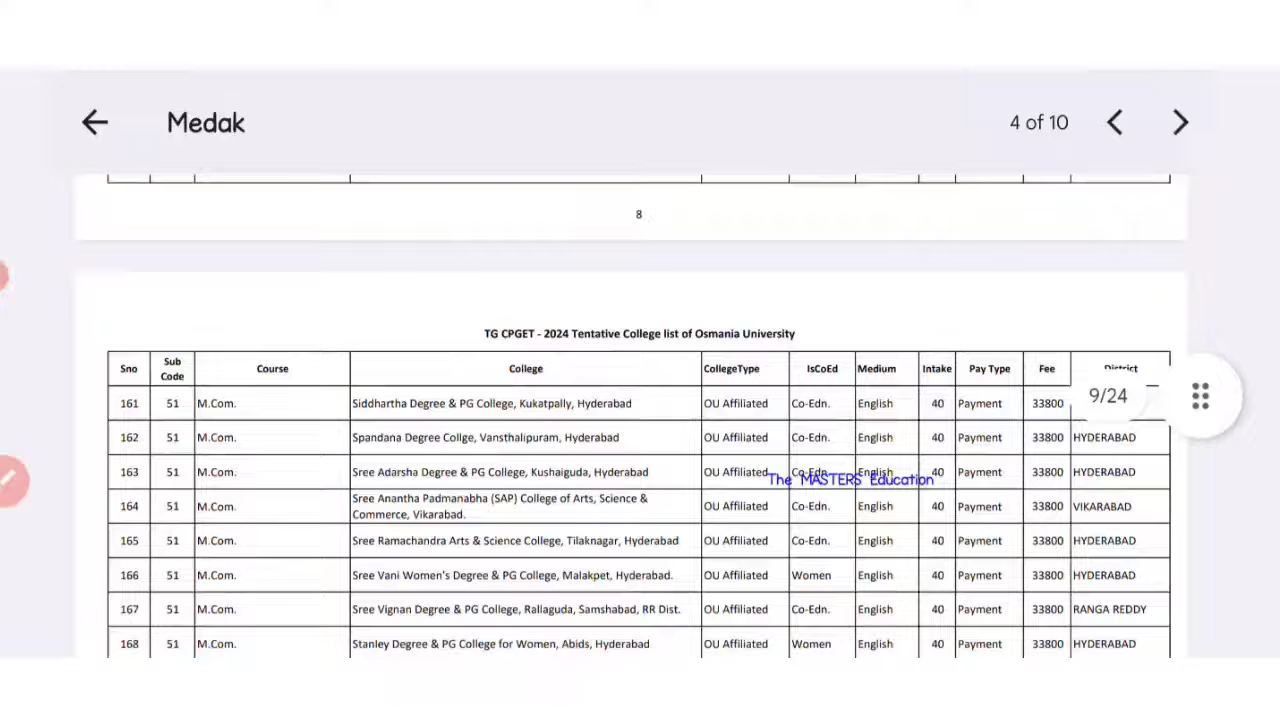 Medak
4 of 10
8
TG CPGET - 2024 Tentative College list of Osmania University
Sno Sub Code Course College CollegeType IsCoEd Medium Intake Pay Type Fee District
161 51 M.Com. Siddhartha Degree & PG College, Kukatpally, Hyderabad OU Affiliated Co-Edn. English 40 Payment 33800
9/24
162 51 M.Com. Spandana Degree Collge, Vansthalipuram, Hyderabad OU Affiliated Co-Edn. English 40 Payment 33800 HYDERABAD
163 51 M.Com. Sree Adarsha Degree & PG College, Kushaiguda, Hyderabad OU Affiliated Co-Edn. English 40 Payment 33800 HYDERABAD
The MASTERS Education
164 51 M.Com. Sree Anantha Padmanabha (SAP) College of Arts, Science & Commerce, Vikarabad. OU Affiliated Co-Edn. English 40 Payment 33800 VIKARABAD
165 51 M.Com. Sree Ramachandra Arts & Science College, Tilaknagar, Hyderabad OU Affiliated Co-Edn. English 40 Payment 33800 HYDERABAD
166 51 M.Com. Sree Vani Women's Degree & PG College, Malakpet, Hyderabad. OU Affiliated Women English 40 Payment 33800 HYDERABAD
167 51 M.Com. Sree Vignan Degree & PG College, Rallaguda, Samshabad, RR Dist. OU Affiliated Co-Edn. English 40 Payment 33800 RANGA REDDY
168 51 M.Com. Stanley Degree & PG College for Women, Abids, Hyderabad OU Affiliated Women English 40 Payment 33800 HYDERABAD